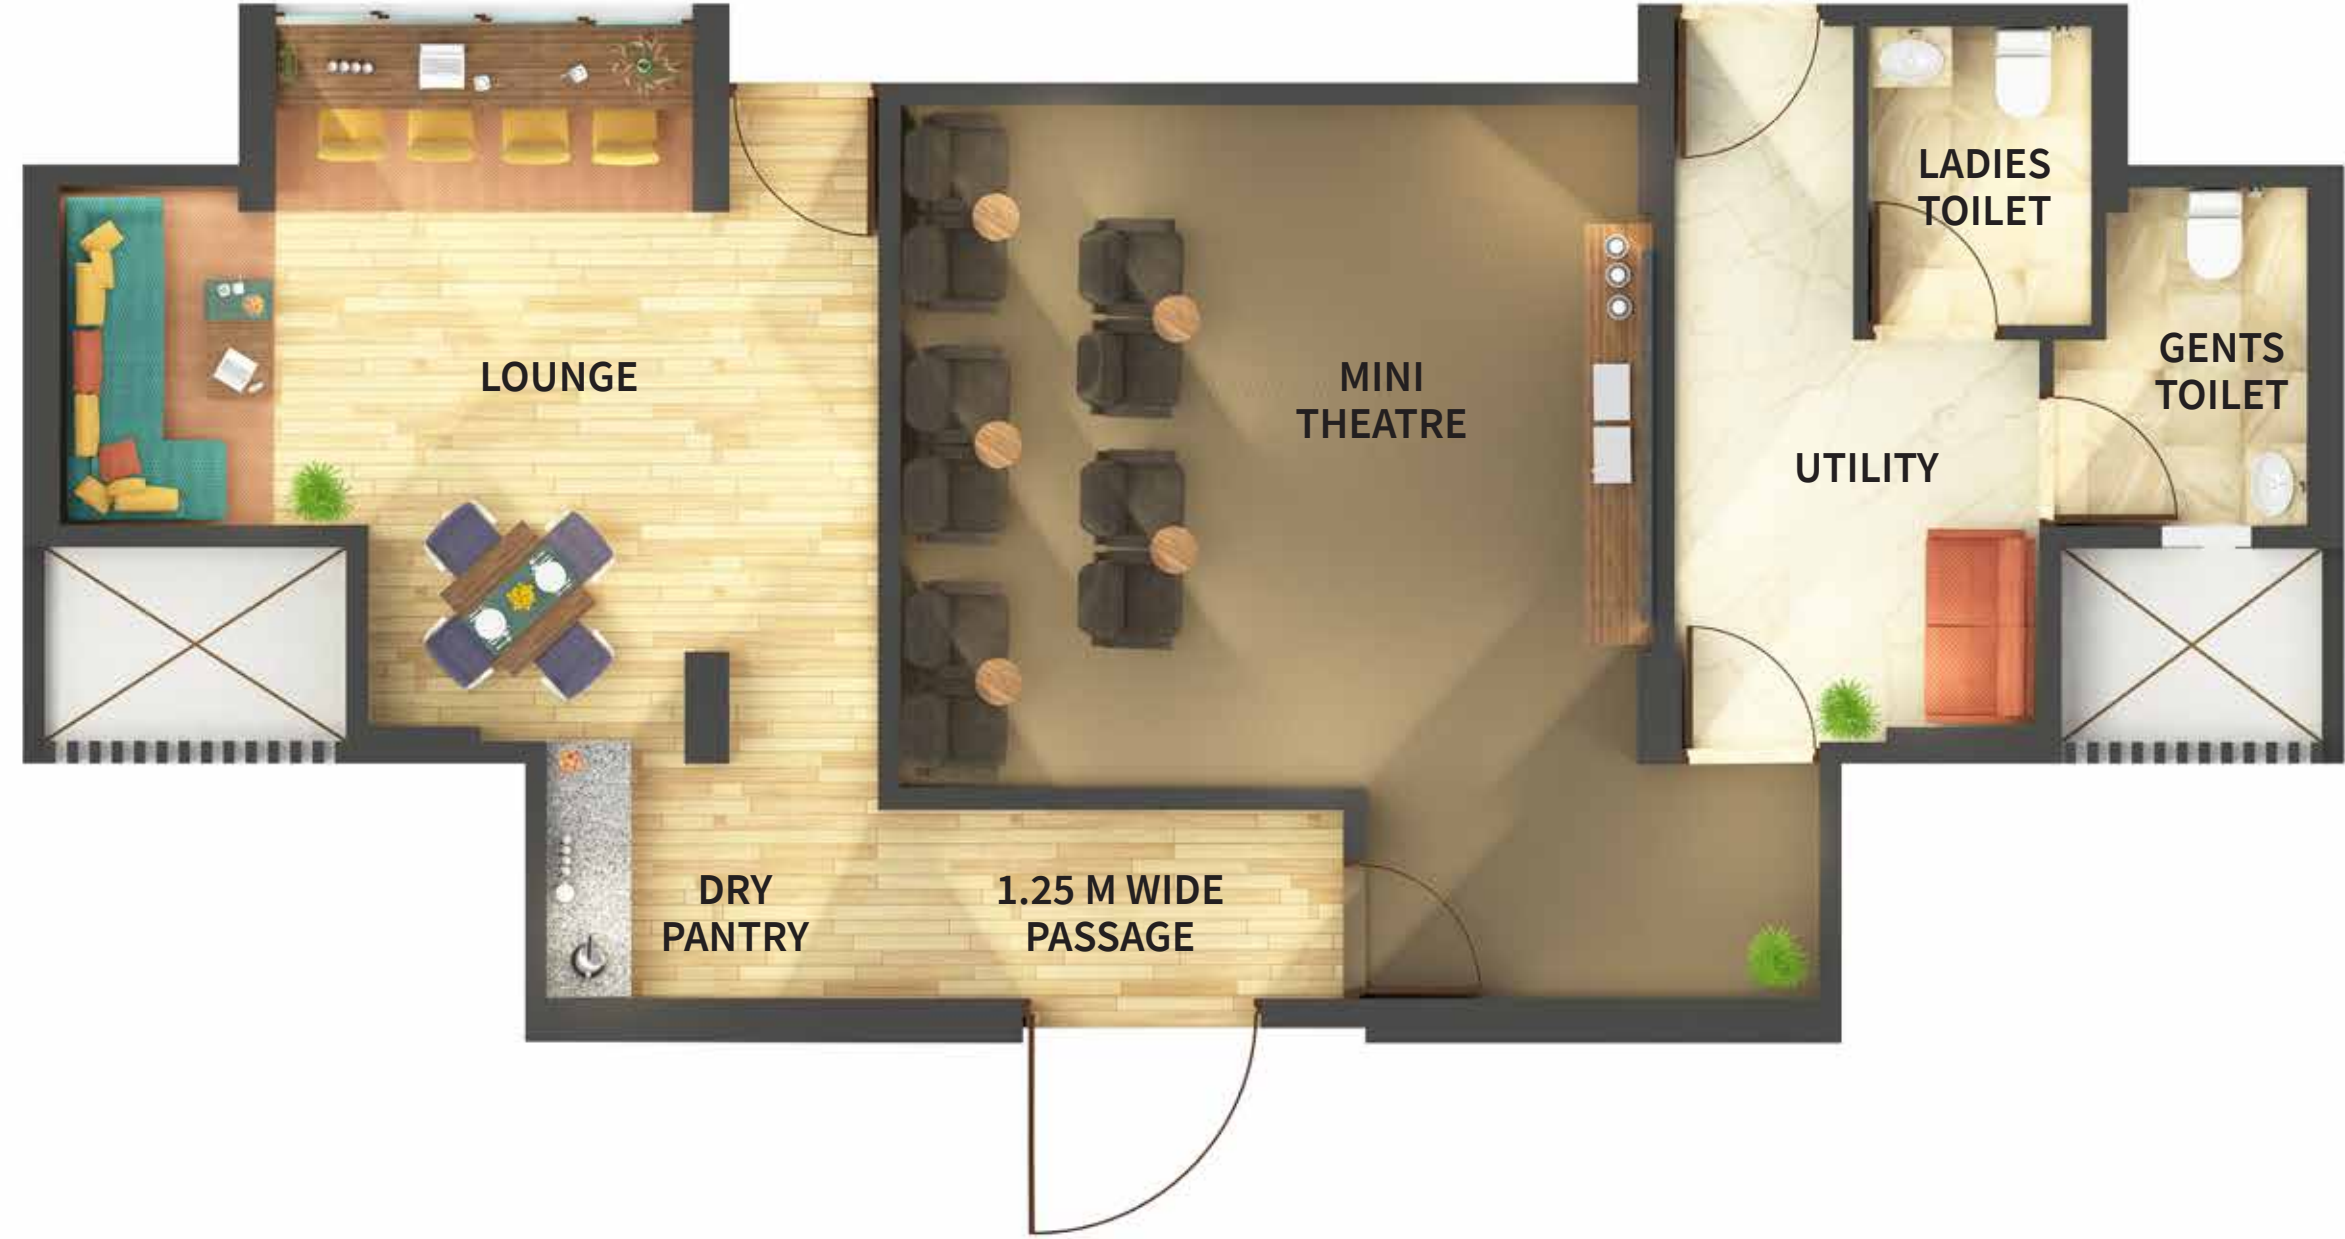 LADIES
TOILET
GENTS
TOILET
LOUNGE
MINI
THEATRE
UTILITY
DRY
PANTRY
1.25 M WIDE
PASSAGE